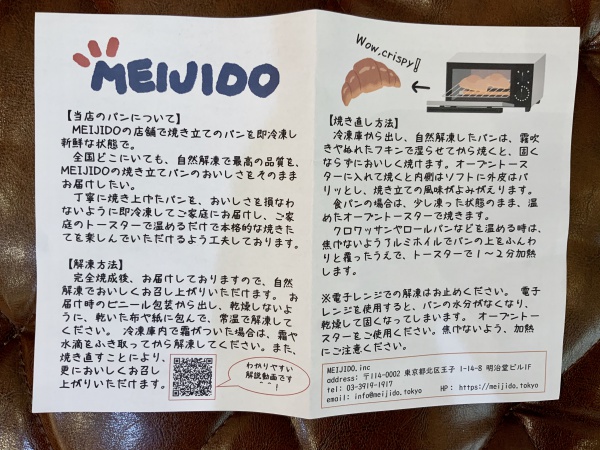 MEIJIDO
【当店のパンについて】
MEIJIDOの店舗で焼き立てのパンを即冷凍し
新鮮な状態で。
全国どこにいても、自然解凍で最高の品質を、
MEIJIDOの焼き立てパンのおいしさをそのまま
お届けしたい。
丁寧に焼き上げたパンを、おいしさを損なわ
ないように即冷凍してご家庭にお届けし、ご家
庭のトースターで温めるだけで本格的な焼きた
てを楽しんでいただけるよう工夫しております。
【解凍方法】
完全焼成後、お届けしておりますので、自然
解凍でおいしくお召し上がりいただけます。 お
届け時のビニール包装から出し、乾燥しないよ
うに、乾いた布や紙に包んで、常温で解凍して
ください。 冷凍庫内で霜がついた場合は、霜や
水滴をふき取ってから解凍してください。また、
焼き直すことにより、
更においしくお召し
上がりいただけます。
わかりやすい
解説動画です
^ ^ !
Wow,crispy!
【焼き直し方法】
冷凍庫から出し、自然解凍したパンは、霧吹
きやぬれたフキンで湿らせてから焼くと、固く
ならずにおいしく焼けます。オーブントース
ターに入れて焼くと内側はソフトに外皮はパ
リッとし、焼き立ての風味がよみがえります。
食パンの場合は、少し凍った状態のまま、温
めたオーブントースターで焼きます。
クロワッサンやロールパンなどを温める時は、
焦げないようアルミホイルでパンの上をふんわ
りと覆ったうえで、トースターで１～２分加熱
します。
※電子レンジでの解凍はお止めください。 電子
レンジを使用すると、パンの水分がなくなり、
乾燥して固くなってしまいます。 オーブントー
スターをご使用ください。焦げないよう、加熱
にご注意ください。
MEIJIDO,inc
address: 〒114-0002 東京都北区王子 1-14-8 明治堂ビル1F
tel: 03-3919-1917
email: info@meijido.tokyo HP: https://meijido.tokyo